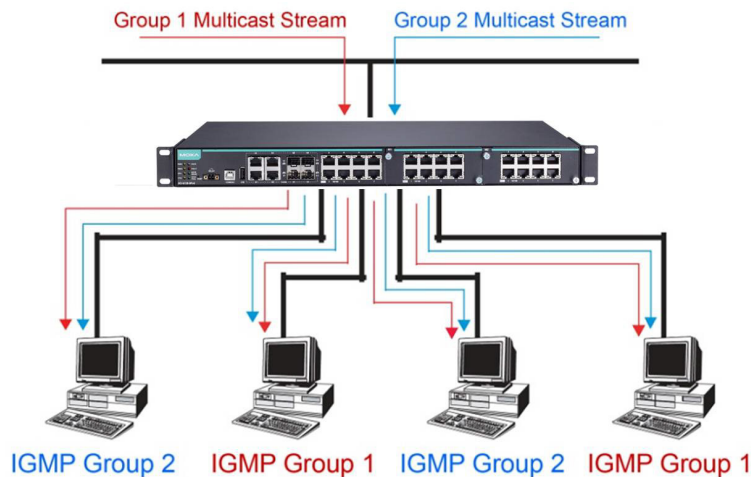 Group 1 Multicast Stream
Group 2 Multicast Stream
MOXA
IGMP Group 2
IGMP Group 1
IGMP Group 2
IGMP Group 1